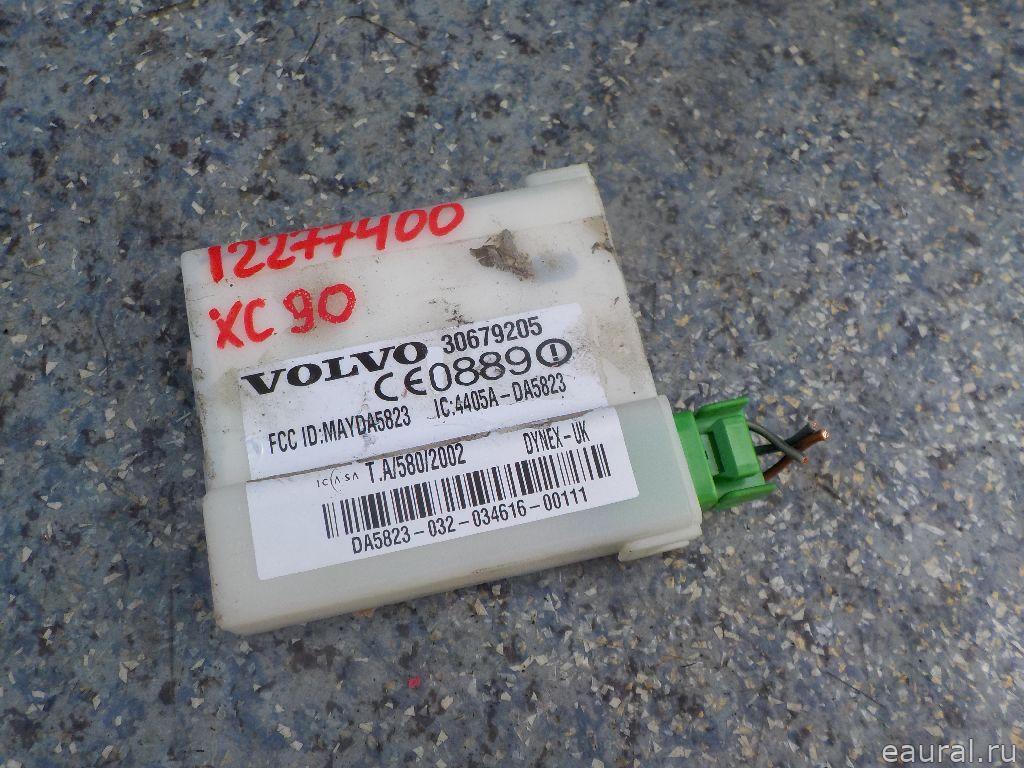 12277400
XC 90
VOLVO 30679205
CE0889
FCC ID:MAYDA5823 IC:4405A-DA5823
ICASA T.A/580/2002 DYNEX-UK
DA5823-032-034616-00111
eaural.ru